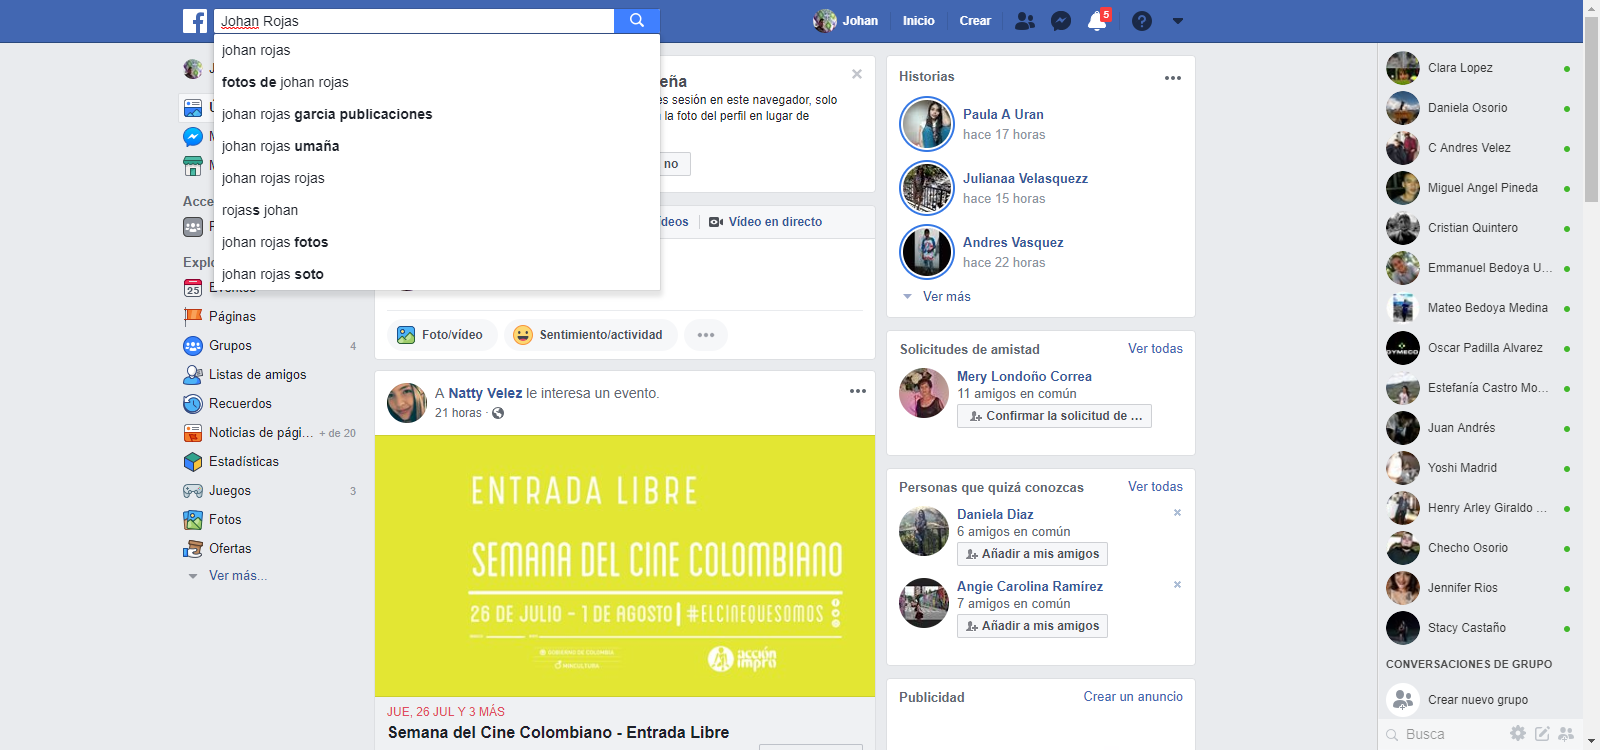 Johan Rojas
Johan
Inicio
Crear
5
johan rojas
fotos de johan rojas
johan rojas garcia publicaciones
johan rojas umaña
johan rojas rojas
rojass johan
johan rojas fotos
johan rojas soto
J
Ú
M
M
Acce
P
Explo
25
Eventos
Páginas
Grupos 4
Listas de amigos
Recuerdos
Noticias de pági... + de 20
Estadísticas
Juegos 3
Fotos
Ofertas
Ver más...
eña
es sesión en este navegador, solo
la foto del perfil en lugar de
no
ídeos
Vídeo en directo
Foto/vídeo
Sentimiento/actividad
A Natty Velez le interesa un evento.
21 horas ·
ENTRADA LIBRE
SEMANA DEL CINE COLOMBIANO
26 DE JULIO - 1 DE AGOSTO | #ELCINEQUESOMOS
GOBIERNO DE COLOMBIA
MINCULTURA
acción
impro
JUE, 26 JUL Y 3 MÁS
Semana del Cine Colombiano - Entrada Libre
Historias
Paula A Uran
hace 17 horas
Julianaa Velasquezz
hace 15 horas
Andres Vasquez
hace 22 horas
Ver más
Solicitudes de amistad
Ver todas
Mery Londoño Correa
11 amigos en común
Confirmar la solicitud de ...
Personas que quizá conozcas
Ver todas
Daniela Diaz
6 amigos en común
Añadir a mis amigos
Angie Carolina Ramírez
7 amigos en común
Añadir a mis amigos
Publicidad
Crear un anuncio
Clara Lopez
Daniela Osorio
C Andres Velez
Miguel Angel Pineda
Cristian Quintero
Emmanuel Bedoya U...
Mateo Bedoya Medina
Oscar Padilla Alvarez
DYMECO
Estefanía Castro Mo...
Juan Andrés
Yoshi Madrid
Henry Arley Giraldo ...
Checho Osorio
Jennifer Rios
Stacy Castaño
CONVERSACIONES DE GRUPO
Crear nuevo grupo
Busca